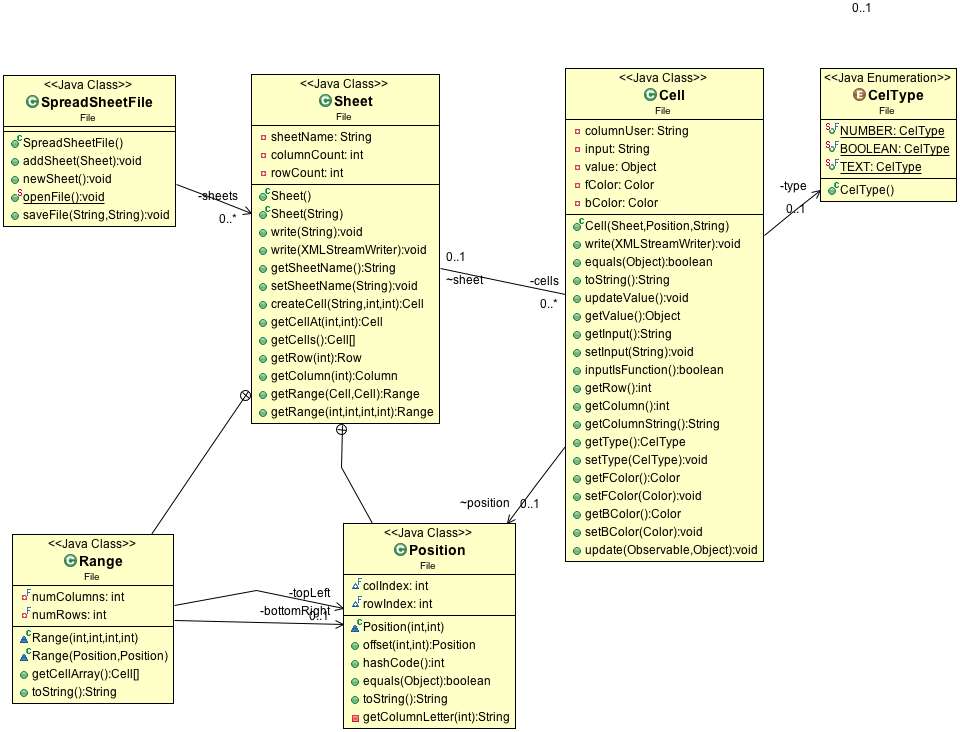 0..1
<<Java Class>>
SpreadSheetFile
File
SpreadSheetFile()
addSheet(Sheet):void
newSheet():void
openFile():void
saveFile(String,String):void
-sheets
0..*
<<Java Class>>
Sheet
File
sheetName: String
columnCount: int
rowCount: int
Sheet()
Sheet(String)
write(String):void
write(XMLStreamWriter):void
getSheetName():String
setSheetName(String):void
createCell(String,int,int):Cell
getCellAt(int,int):Cell
getCells():Cell[]
getRow(int):Row
getColumn(int):Column
getRange(Cell,Cell):Range
getRange(int,int,int,int):Range
0..1
~sheet
-cells
0..*
<<Java Class>>
Cell
File
columnUser: String
input: String
value: Object
fColor: Color
bColor: Color
Cell(Sheet,Position,String)
write(XMLStreamWriter):void
equals(Object):boolean
toString():String
updateValue():void
getValue():Object
getInput():String
setInput(String):void
inputIsFunction():boolean
getRow():int
getColumn():int
getColumnString():String
getType():CelType
setType(CelType):void
getFColor():Color
setFColor(Color):void
getBColor():Color
setBColor(Color):void
update(Observable,Object):void
-type
0..1
<<Java Enumeration>>
CelType
File
NUMBER: CelType
BOOLEAN: CelType
TEXT: CelType
CelType()
~position
0..1
<<Java Class>>
Range
File
numColumns: int
numRows: int
Range(int,int,int,int)
Range(Position,Position)
getCellArray():Cell[]
toString():String
-topLeft
-bottomRight
0..1
<<Java Class>>
Position
File
colIndex: int
rowIndex: int
Position(int,int)
offset(int,int):Position
hashCode():int
equals(Object):boolean
toString():String
getColumnLetter(int):String